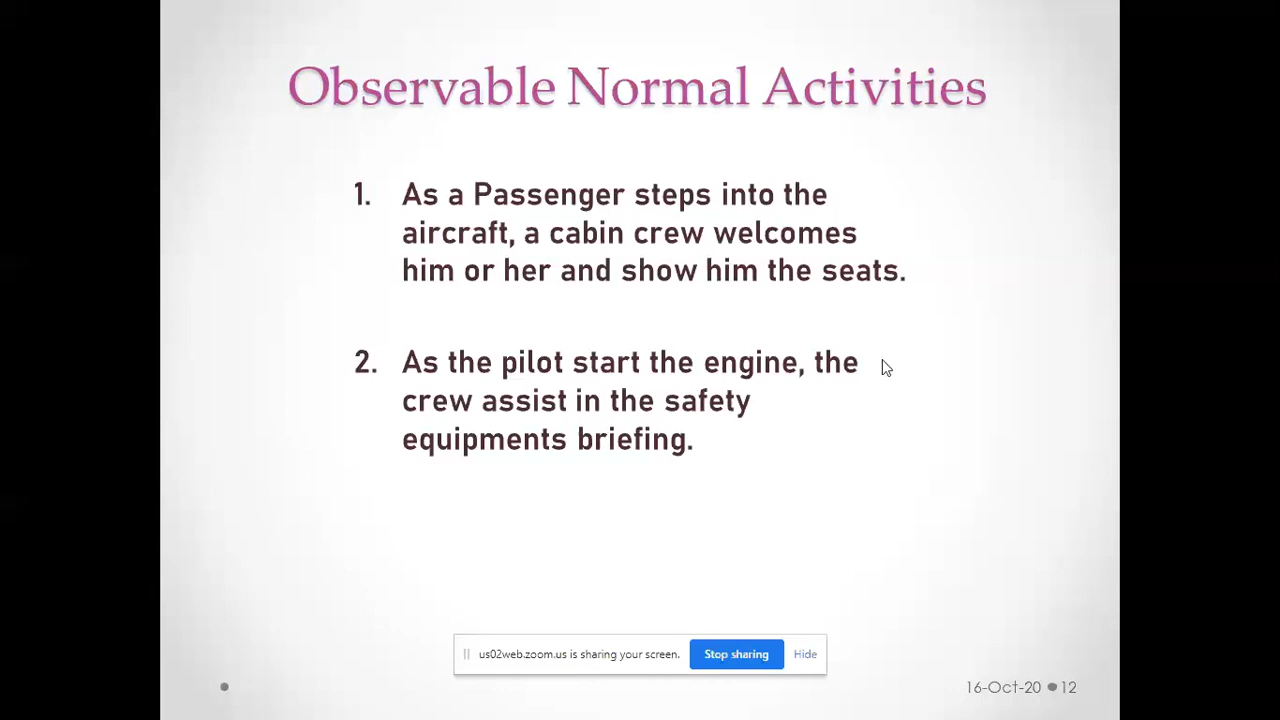 Observable Normal Activities
1. As a Passenger steps into the
aircraft, a cabin crew welcomes
him or her and show him the seats.
2. As the pilot start the engine, the
crew assist in the safety
equipments briefing.
us02web.zoom.us is sharing your screen. Stop sharing Hide
16-Oct-20 12